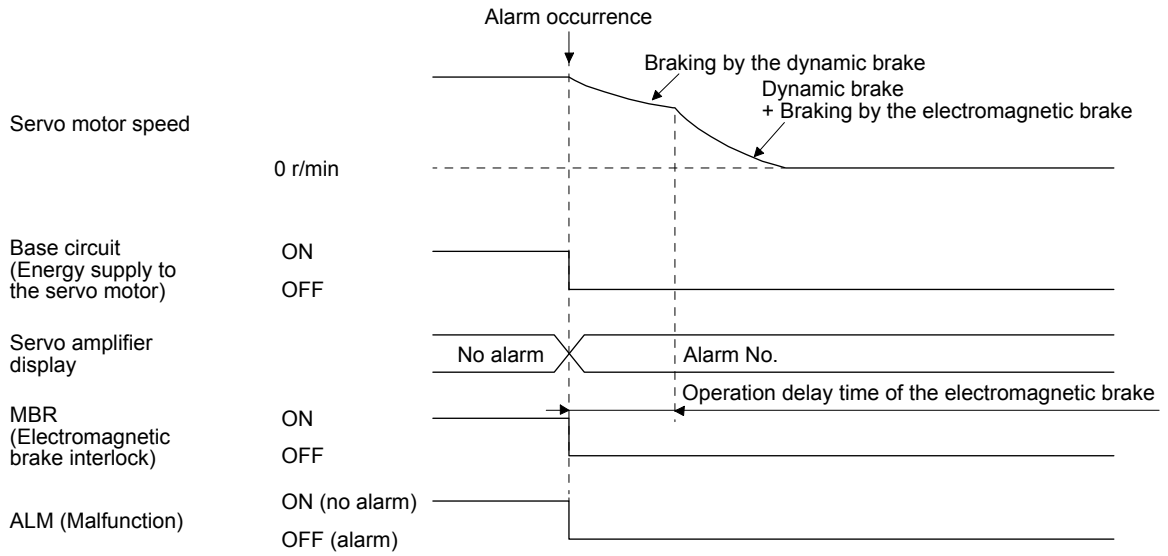 Alarm occurrence
Braking by the dynamic brake
Dynamic brake
+ Braking by the electromagnetic brake
Servo motor speed
0 r/min
Base circuit
(Energy supply to
the servo motor)
ON
OFF
Servo amplifier
display
No alarm
Alarm No.
Operation delay time of the electromagnetic brake
MBR
(Electromagnetic
brake interlock)
ON
OFF
ALM (Malfunction)
ON (no alarm)
OFF (alarm)